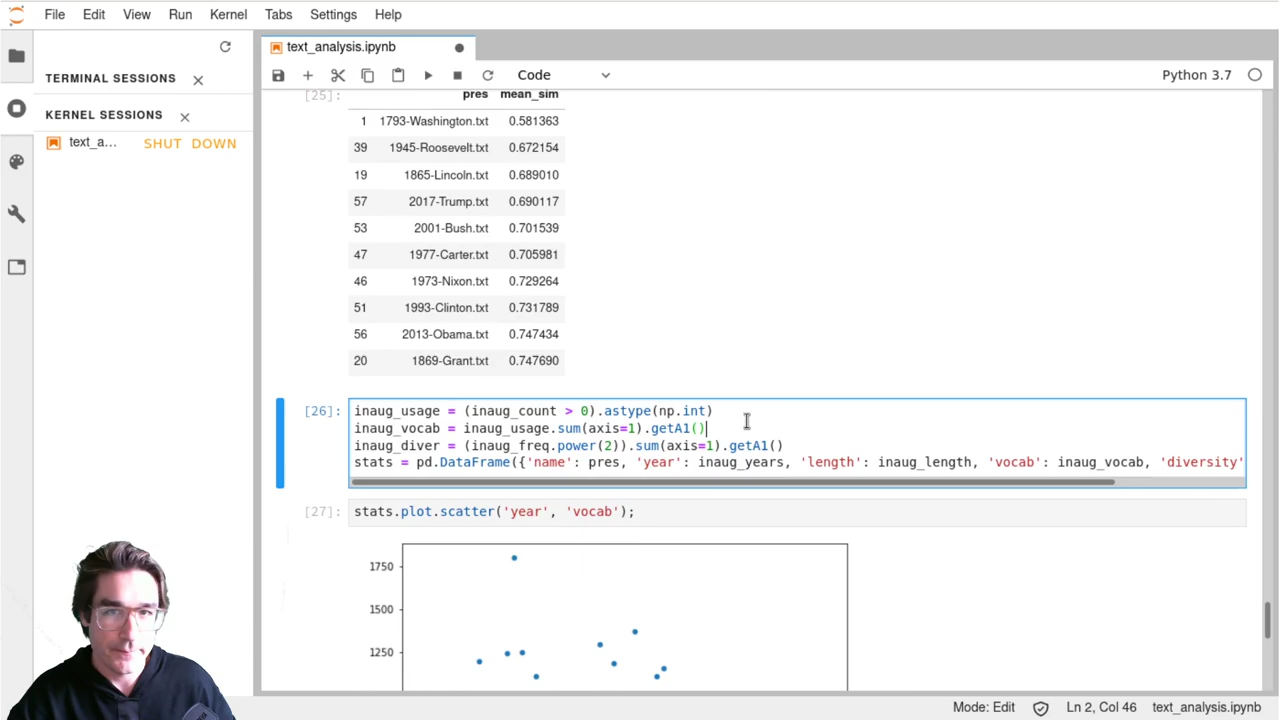 File Edit View Run Kernel Tabs Settings Help
TERMINAL SESSIONS
KERNEL SESSIONS
text_a... SHUT DOWN
text_analysis.ipynb
Code
Python 3.7
[25]:
pres mean_sim
1 1793-Washington.txt 0.581363
39 1945-Roosevelt.txt 0.672154
19 1865-Lincoln.txt 0.689010
57 2017-Trump.txt 0.690117
53 2001-Bush.txt 0.701539
47 1977-Carter.txt 0.705981
46 1973-Nixon.txt 0.729264
51 1993-Clinton.txt 0.731789
56 2013-Obama.txt 0.747434
20 1869-Grant.txt 0.747690
[26]:
inaug_usage = (inaug_count > 0).astype(np.int)
inaug_vocab = inaug_usage.sum(axis=1).getA1()
inaug_diver = (inaug_freq.power(2)).sum(axis=1).getA1()
stats = pd.DataFrame({'name': pres, 'year': inaug_years, 'length': inaug_length, 'vocab': inaug_vocab, 'diversity'
[27]:
stats.plot.scatter('year', 'vocab');
1750
1500
1250
Mode: Edit Ln 2, Col 46 text_analysis.ipynb